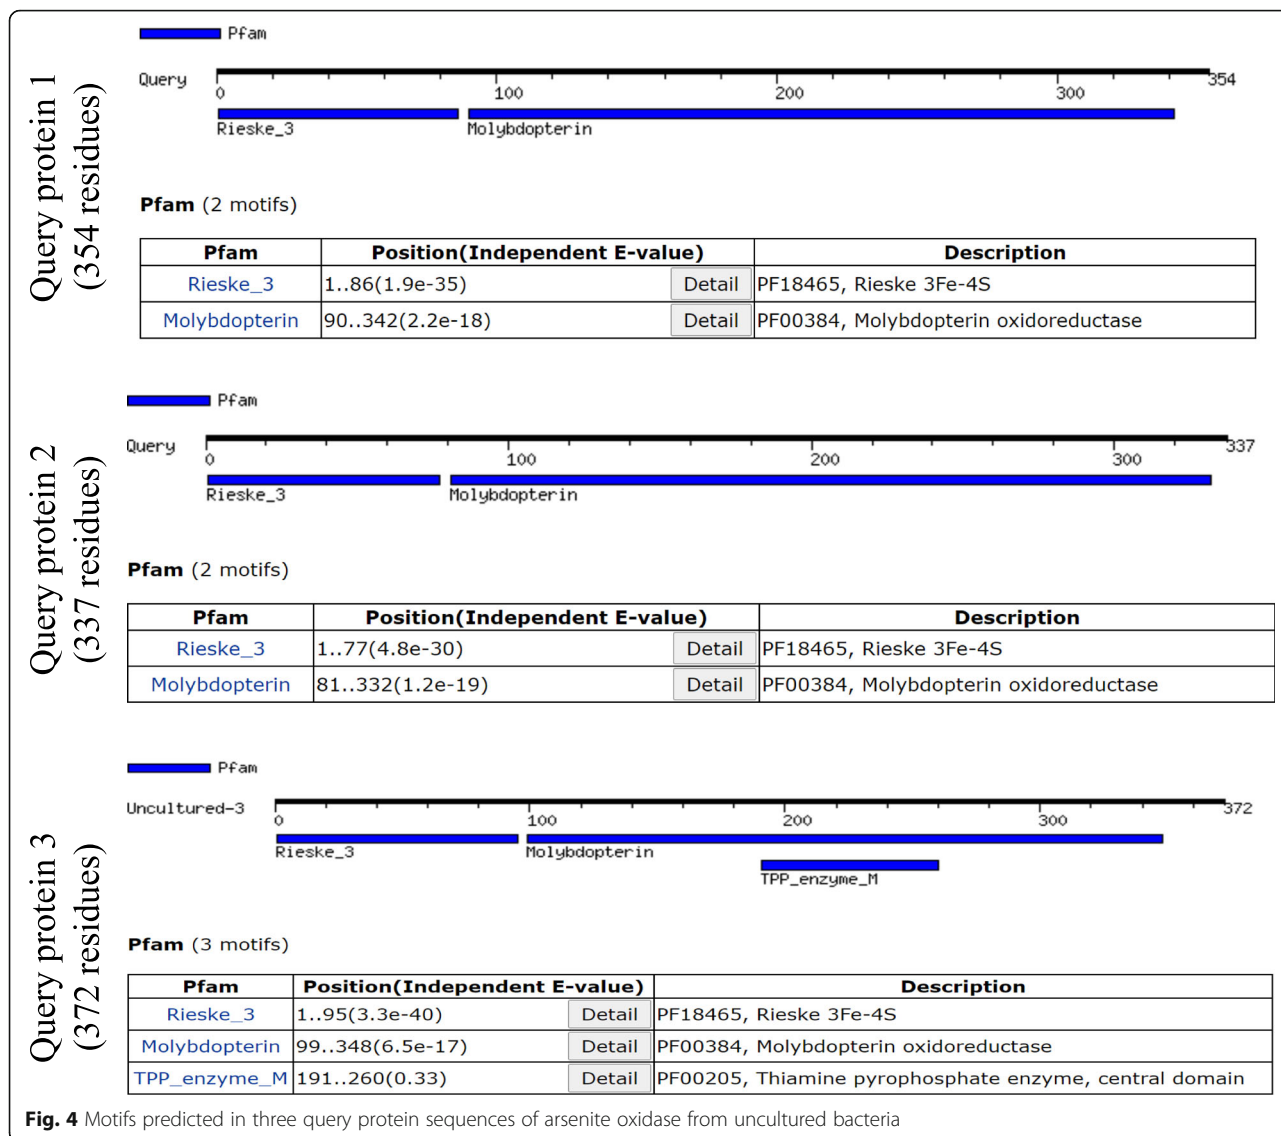 Query protein 1
(354 residues)
Pfam
Query
354
0 100 200 300
Rieske_3 Molybdopterin
Pfam (2 motifs)
Pfam Position(Independent E-value) Description
Rieske_3 1..86(1.9e-35) Detail PF18465, Rieske 3Fe-4S
Molybdopterin 90..342(2.2e-18) Detail PF00384, Molybdopterin oxidoreductase
Query protein 2
(337 residues)
Pfam
Query
337
0 100 200 300
Rieske_3 Molybdopterin
Pfam (2 motifs)
Pfam Position(Independent E-value) Description
Rieske_3 1..77(4.8e-30) Detail PF18465, Rieske 3Fe-4S
Molybdopterin 81..332(1.2e-19) Detail PF00384, Molybdopterin oxidoreductase
Query protein 3
(372 residues)
Pfam
Uncultured-3
372
0 100 200 300
Rieske_3 Molybdopterin
TPP_enzyme_M
Pfam (3 motifs)
Pfam Position(Independent E-value) Description
Rieske_3 1..95(3.3e-40) Detail PF18465, Rieske 3Fe-4S
Molybdopterin 99..348(6.5e-17) Detail PF00384, Molybdopterin oxidoreductase
TPP_enzyme_M 191..260(0.33) Detail PF00205, Thiamine pyrophosphate enzyme, central domain
Fig. 4 Motifs predicted in three query protein sequences of arsenite oxidase from uncultured bacteria